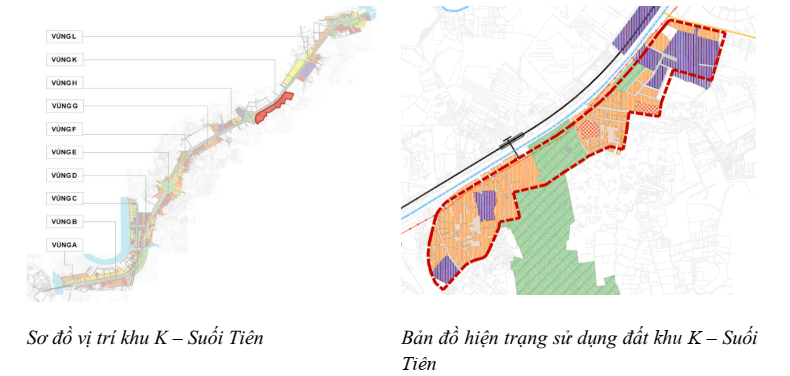 VÙNG L
VÙNG K
VÙNG H
VÙNG G
VÙNG F
VÙNG E
VÙNG D
VÙNG C
VÙNG B
VÙNG A
Sơ đồ vị trí khu K – Suối Tiên
Bản đồ hiện trạng sử dụng đất khu K – Suối
Tiên